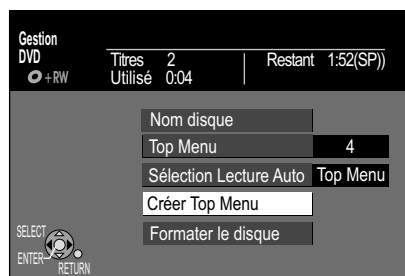 Gestion
DVD
+RW
Titres 2
Restant 1:52(SP))
Utilisé 0:04
Nom disque
Top Menu 4
Sélection Lecture Auto Top Menu
Créer Top Menu
Formater le disque
SELECT
ENTER
RETURN